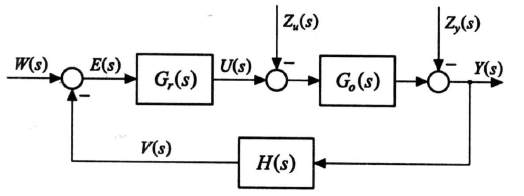 Z_u(s) Z_y(s)
W(s) E(s) G_r(s) U(s) − G_o(s) − Y(s)
−
V(s) H(s)